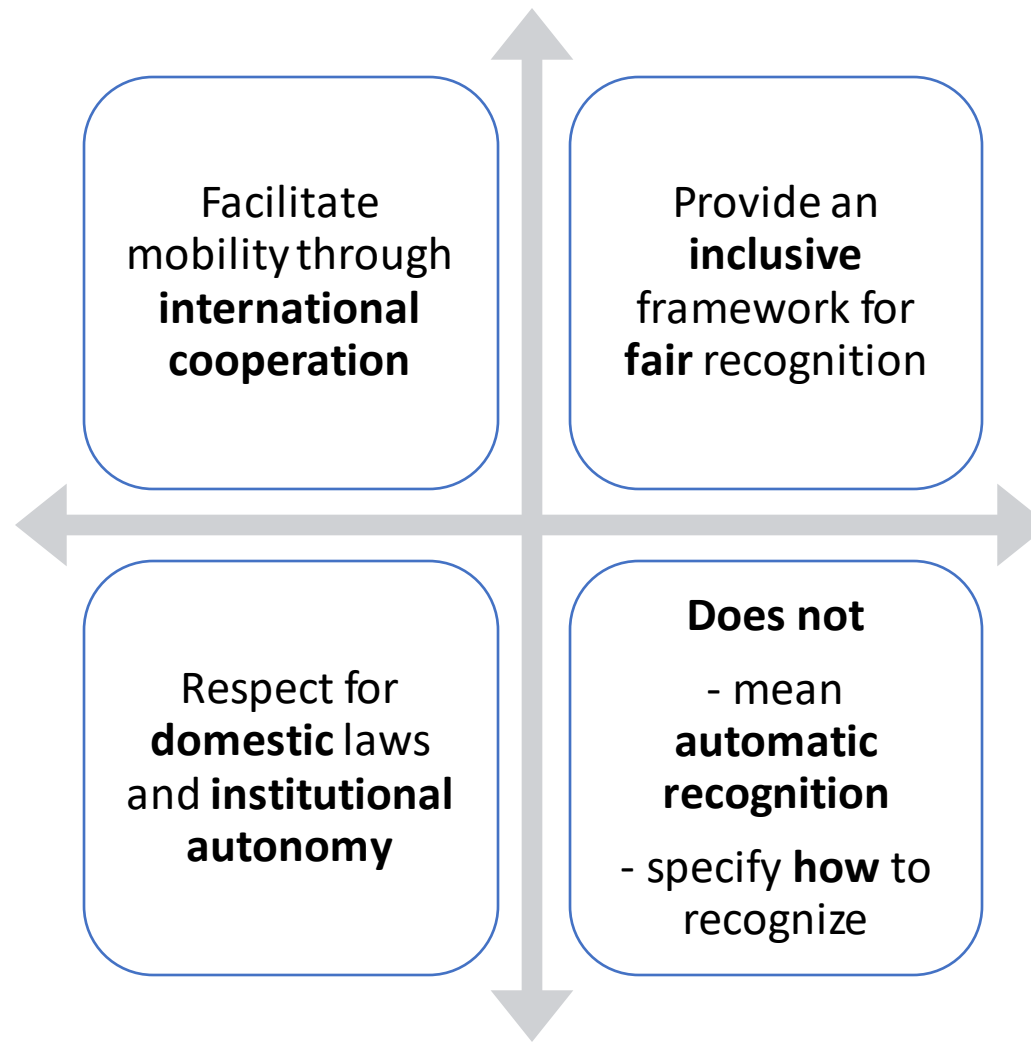 Facilitate
mobility through
international
cooperation
Provide an
inclusive
framework for
fair recognition
Respect for
domestic laws
and institutional
autonomy
Does not
- mean
automatic
recognition
- specify how to
recognize